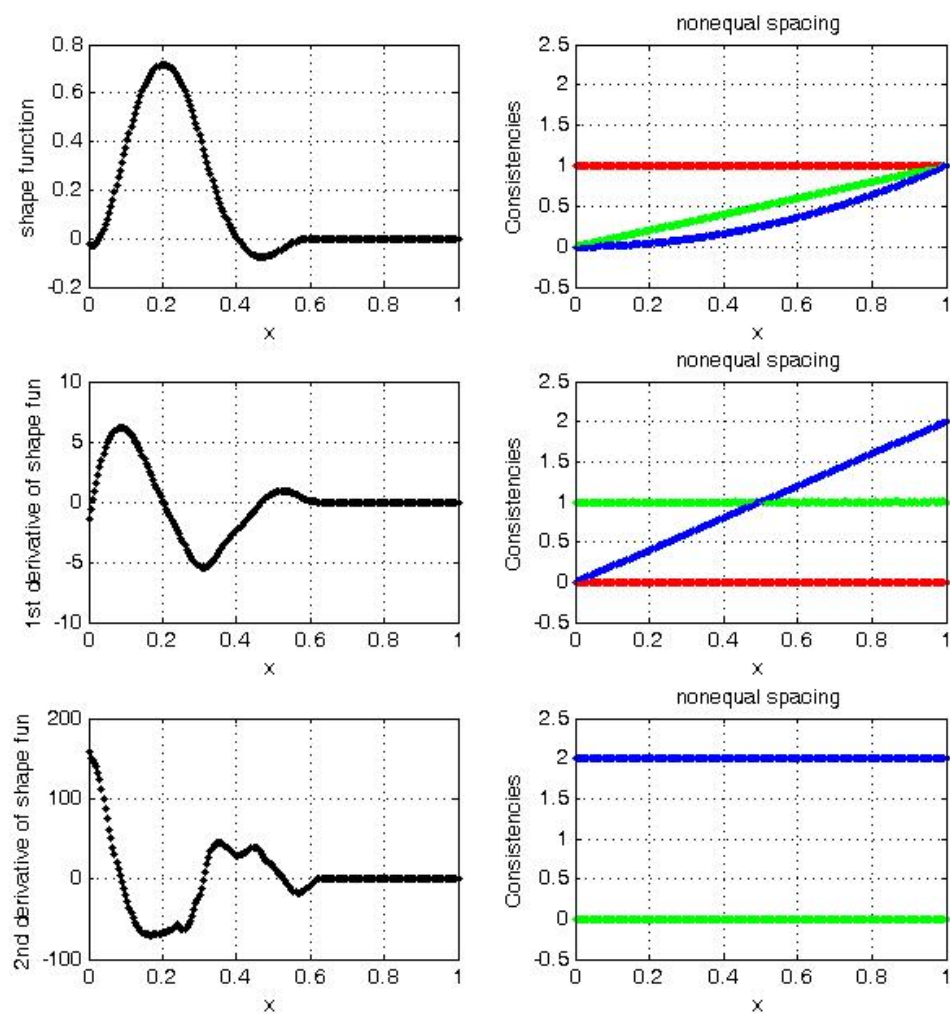 nonequal spacing
shape function
0.8
0.6
0.4
0.2
0
-0.2
0 0.2 0.4 0.6 0.8 1
x
Consistencies
2.5
2
1.5
1
0.5
0
-0.5
0 0.2 0.4 0.6 0.8 1
x
nonequal spacing
1st derivative of shape fun
10
5
0
-5
-10
0 0.2 0.4 0.6 0.8 1
x
Consistencies
2.5
2
1.5
1
0.5
0
-0.5
0 0.2 0.4 0.6 0.8 1
x
nonequal spacing
2nd derivative of shape fun
200
100
0
-100
0 0.2 0.4 0.6 0.8 1
x
Consistencies
2.5
2
1.5
1
0.5
0
-0.5
0 0.2 0.4 0.6 0.8 1
x